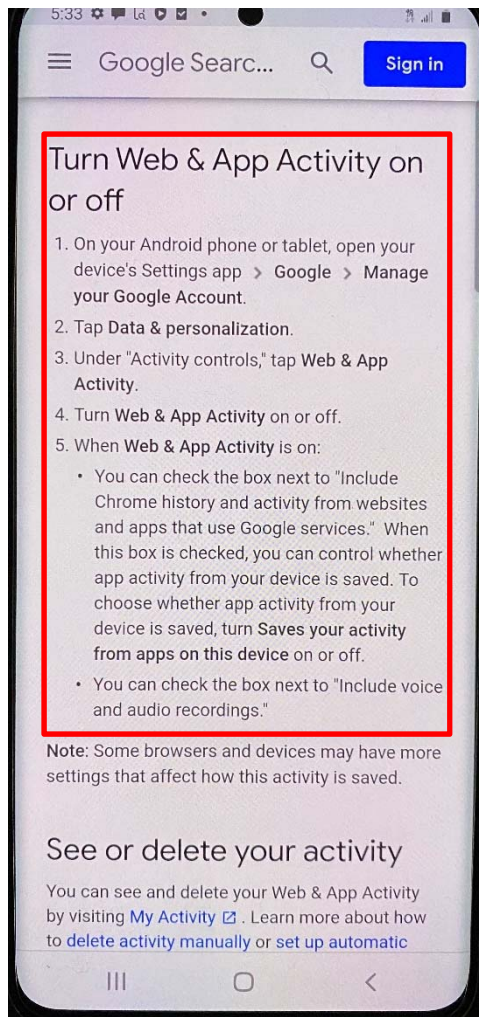 5:33
Google Searc...
Sign in
Turn Web & App Activity on
or off
1. On your Android phone or tablet, open your
device's Settings app > Google > Manage
your Google Account.
2. Tap Data & personalization.
3. Under "Activity controls," tap Web & App
Activity.
4. Turn Web & App Activity on or off.
5. When Web & App Activity is on:
• You can check the box next to "Include
Chrome history and activity from websites
and apps that use Google services." When
this box is checked, you can control whether
app activity from your device is saved. To
choose whether app activity from your
device is saved, turn Saves your activity
from apps on this device on or off.
• You can check the box next to "Include voice
and audio recordings."
Note: Some browsers and devices may have more
settings that affect how this activity is saved.
See or delete your activity
You can see and delete your Web & App Activity
by visiting My Activity. Learn more about how
to delete activity manually or set up automatic